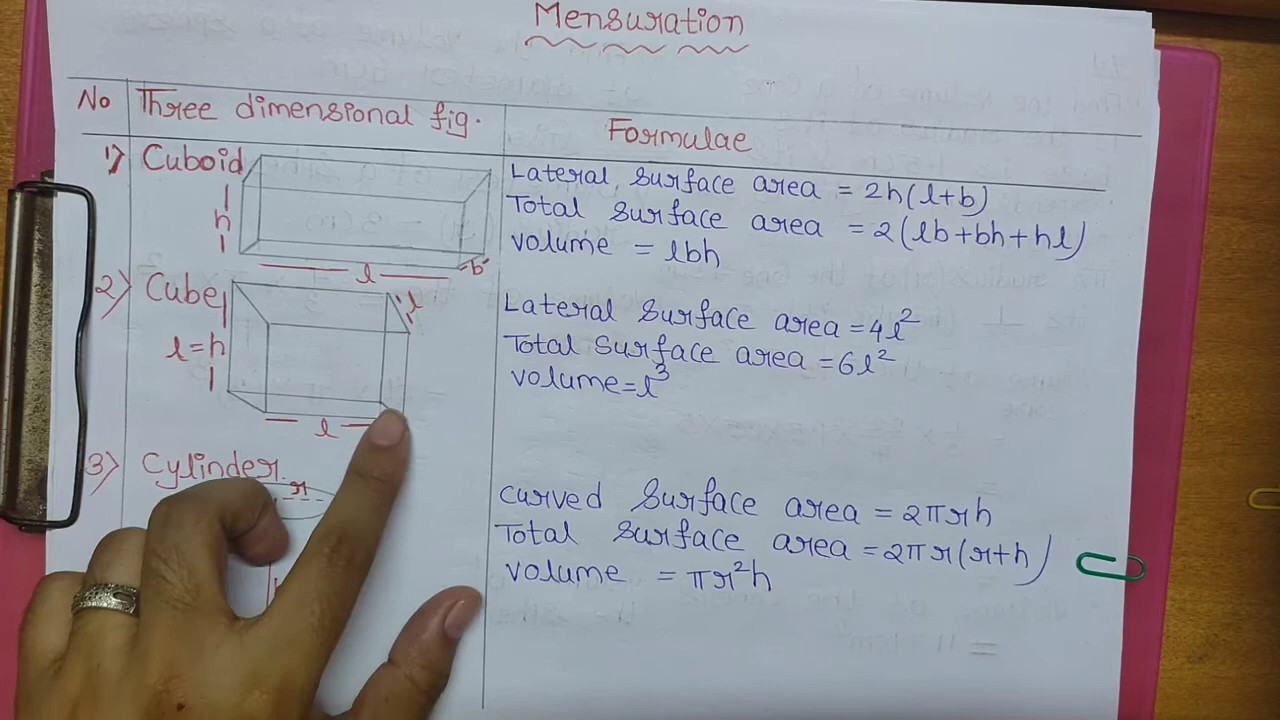 Mensuration
No Three dimensional fig. Formulae
1) Cuboid
h
l
b
Lateral surface area = 2h(l+b)
Total surface area = 2(lb+bh+hl)
volume = lbh
2) Cube
l
l=h
l
Lateral surface area = 4l²
Total surface area = 6l²
volume = l³
3) Cylinder
r
curved surface area = 2πrh
Total surface area = 2πr(r+h)
volume = πr²h